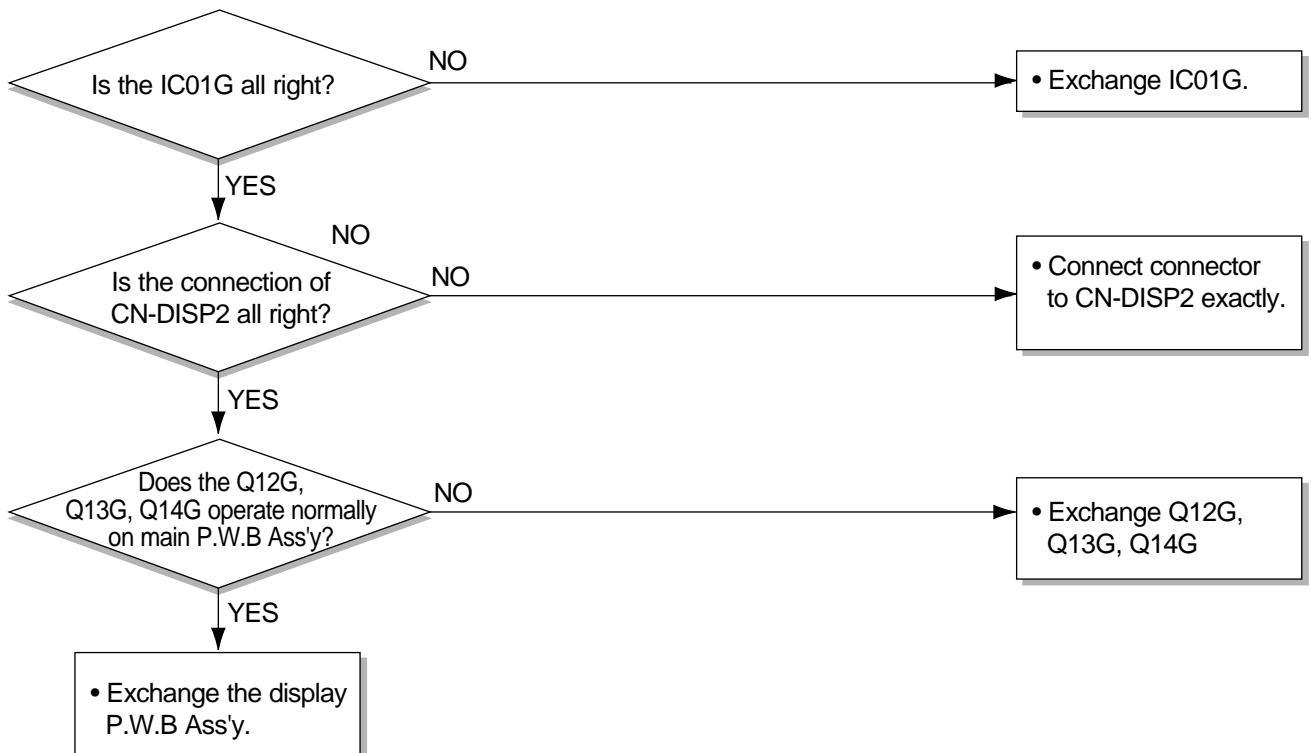 Is the IC01G all right?
NO
• Exchange IC01G.
YES
NO
Is the connection of
CN-DISP2 all right?
NO
• Connect connector
to CN-DISP2 exactly.
YES
Does the Q12G,
Q13G, Q14G operate normally
on main P.W.B Ass'y?
NO
• Exchange Q12G,
Q13G, Q14G
YES
• Exchange the display
P.W.B Ass'y.